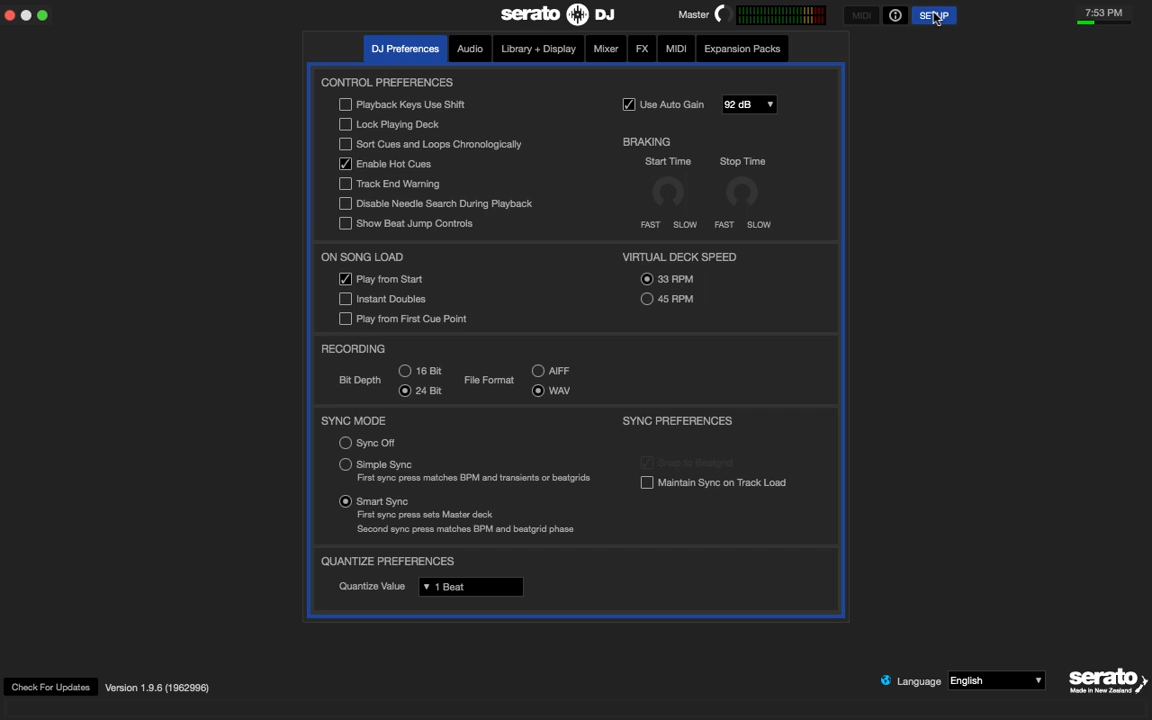 serato DJ
Master
MIDI
SETUP
7:53 PM
DJ Preferences
Audio
Library + Display
Mixer
FX
MIDI
Expansion Packs
CONTROL PREFERENCES
Playback Keys Use Shift
Lock Playing Deck
Sort Cues and Loops Chronologically
Enable Hot Cues
Track End Warning
Disable Needle Search During Playback
Show Beat Jump Controls
Use Auto Gain
92 dB
BRAKING
Start Time
Stop Time
FAST SLOW
FAST SLOW
ON SONG LOAD
Play from Start
Instant Doubles
Play from First Cue Point
VIRTUAL DECK SPEED
33 RPM
45 RPM
RECORDING
Bit Depth
16 Bit
24 Bit
File Format
AIFF
WAV
SYNC MODE
Sync Off
Simple Sync
First sync press matches BPM and transients or beatgrids
Smart Sync
First sync press sets Master deck
Second sync press matches BPM and beatgrid phase
SYNC PREFERENCES
Snap to Beatgrid
Maintain Sync on Track Load
QUANTIZE PREFERENCES
Quantize Value
1 Beat
Check For Updates
Version 1.9.6 (1962996)
Language
English
serato
Made in New Zealand